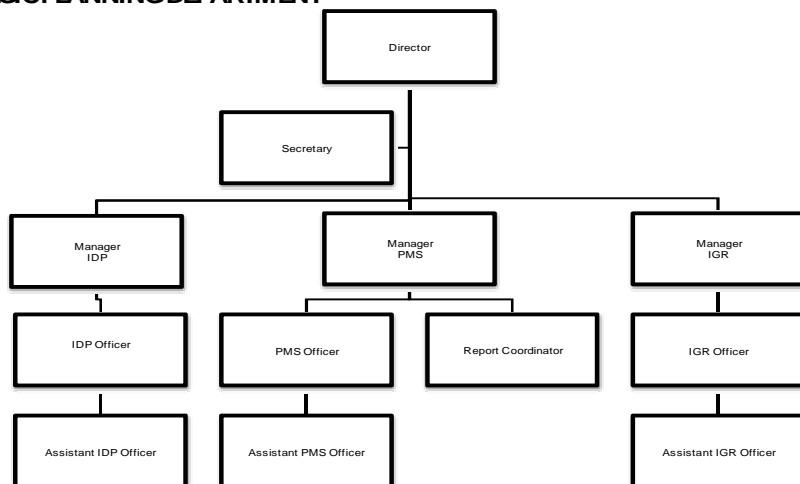 Director
Secretary
Manager
IDP
Manager
PMS
Manager
IGR
IDP Officer
PMS Officer
Report Coordinator
IGR Officer
Assistant IDP Officer
Assistant PMS Officer
Assistant IGR Officer